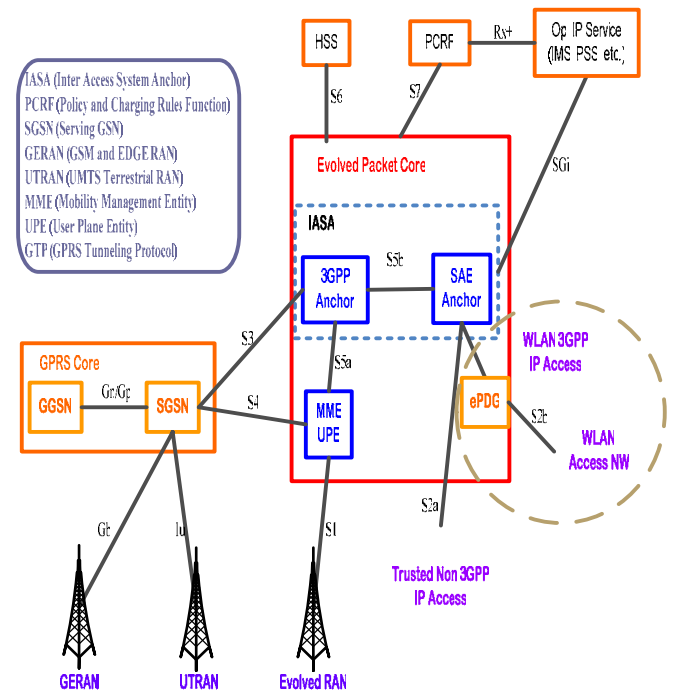 HSS
PCRF
Rx+
Op IP Service
(IMS, PSS, etc.)
IASA (Inter Access System Anchor)
PCRF (Policy and Charging Rules Function)
SGSN (Serving GSN)
GERAN (GSM and EDGE RAN)
UTRAN (UMTS Terrestrial RAN)
MME (Mobility Management Entity)
UPE (User Plane Entity)
GTP (GPRS Tunneling Protocol)
S6
S7
SGi
Evolved Packet Core
IASA
3GPP
Anchor
S5b
SAE
Anchor
S3
S5a
WLAN 3GPP
IP Access
GPRS Core
GGSN
Gn/Gp
SGSN
S4
MME
UPE
ePDG
S2b
WLAN
Access NW
Gb
Iu
S1
S2a
Trusted Non 3GPP
IP Access
GERAN
UTRAN
Evolved RAN